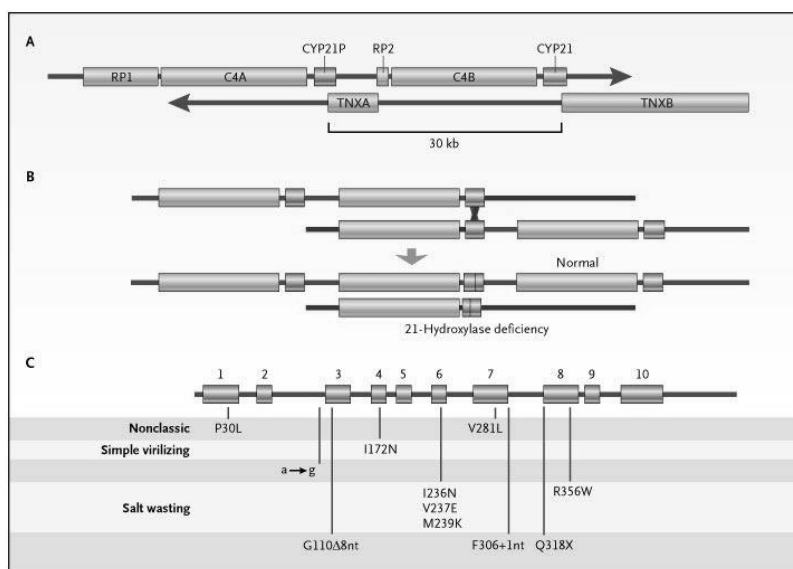 A
CYP21P RP2 CYP21
RP1 C4A C4B
TNXA TNXB
30 kb
B
Normal
21-Hydroxylase deficiency
C
1 2 3 4 5 6 7 8 9 10
Nonclassic P30L V281L
Simple virilizing I172N
a→g
Salt wasting I236N R356W
V237E
M239K
G110Δ8nt F306+1nt Q318X